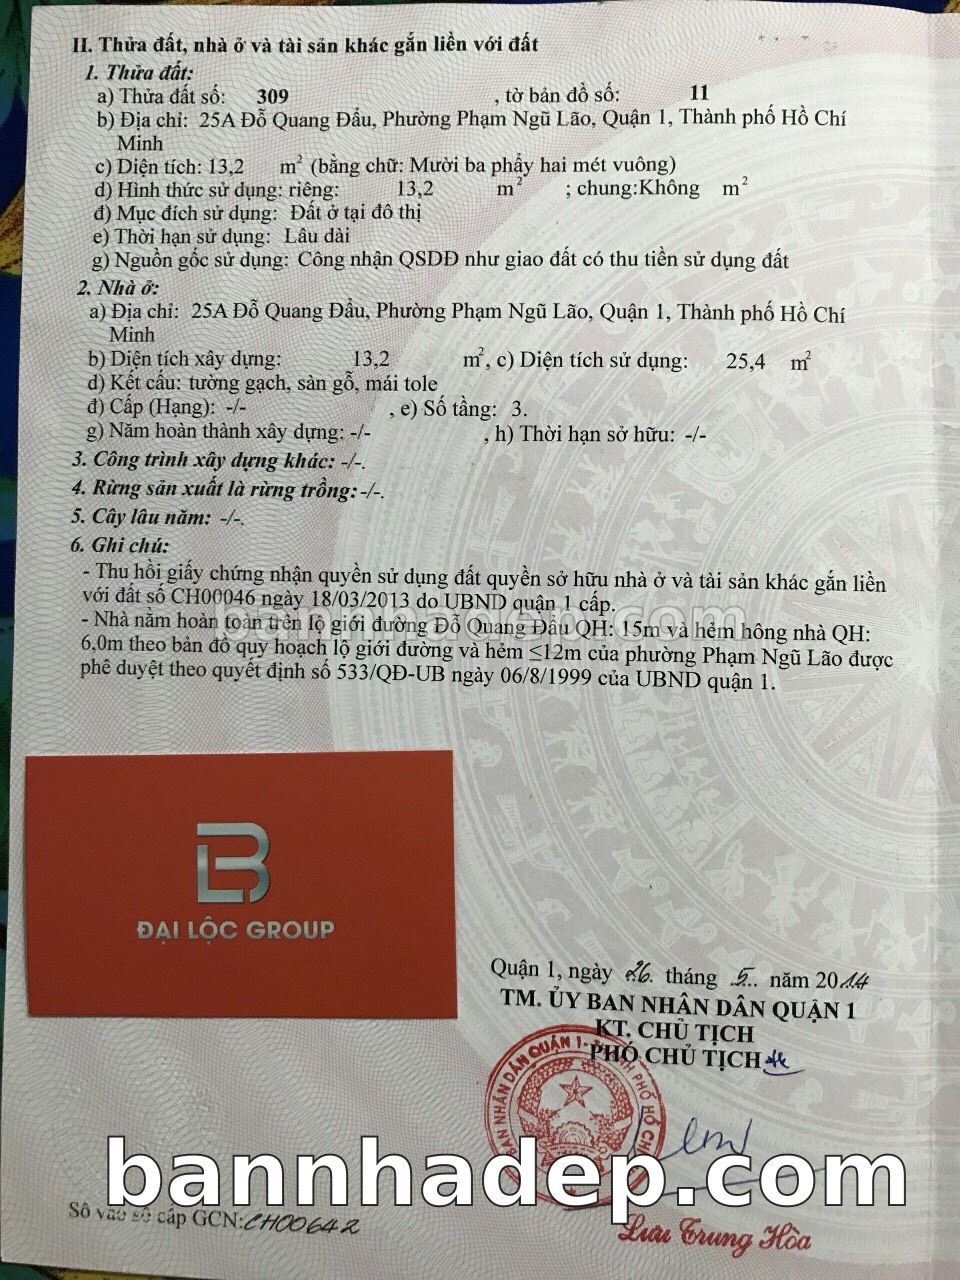 II. Thửa đất, nhà ở và tài sản khác gắn liền với đất
1. Thửa đất:
a) Thửa đất số: 309 , tờ bản đồ số: 11
b) Địa chỉ: 25A Đỗ Quang Đẩu, Phường Phạm Ngũ Lão, Quận 1, Thành phố Hồ Chí
Minh
c) Diện tích: 13,2 m² (bằng chữ: Mười ba phẩy hai mét vuông)
d) Hình thức sử dụng: riêng: 13,2 m² ; chung:Không m²
đ) Mục đích sử dụng: Đất ở tại đô thị
e) Thời hạn sử dụng: Lâu dài
g) Nguồn gốc sử dụng: Công nhận QSDĐ như giao đất có thu tiền sử dụng đất
2. Nhà ở:
a) Địa chỉ: 25A Đỗ Quang Đẩu, Phường Phạm Ngũ Lão, Quận 1, Thành phố Hồ Chí
Minh
b) Diện tích xây dựng: 13,2 m², c) Diện tích sử dụng: 25,4 m²
d) Kết cấu: tường gạch, sàn gỗ, mái tole
đ) Cấp (Hạng): -/- , e) Số tầng: 3.
g) Năm hoàn thành xây dựng: -/- , h) Thời hạn sở hữu: -/-
3. Công trình xây dựng khác: -/-.
4. Rừng sản xuất là rừng trồng:-/-.
5. Cây lâu năm: -/-.
6. Ghi chú:
- Thu hồi giấy chứng nhận quyền sử dụng đất quyền sở hữu nhà ở và tài sản khác gắn liền
với đất số CH00046 ngày 18/03/2013 do UBND quận 1 cấp.
- Nhà nằm hoàn toàn trên lộ giới đường Đỗ Quang Đẩu QH: 15m và hẻm hông nhà QH:
6,0m theo bản đồ quy hoạch lộ giới đường và hẻm ≤12m của phường Phạm Ngũ Lão được
phê duyệt theo quyết định số 533/QĐ-UB ngày 06/8/1999 của UBND quận 1.
bannhadep.com
ĐẠI LỘC GROUP
Quận 1, ngày 26 tháng 5 năm 2014
TM. ỦY BAN NHÂN DÂN QUẬN 1
KT. CHỦ TỊCH
PHÓ CHỦ TỊCH
bannhadep.com
Số vào sổ cấp GCN:CH00642
Lưu Trung Hòa